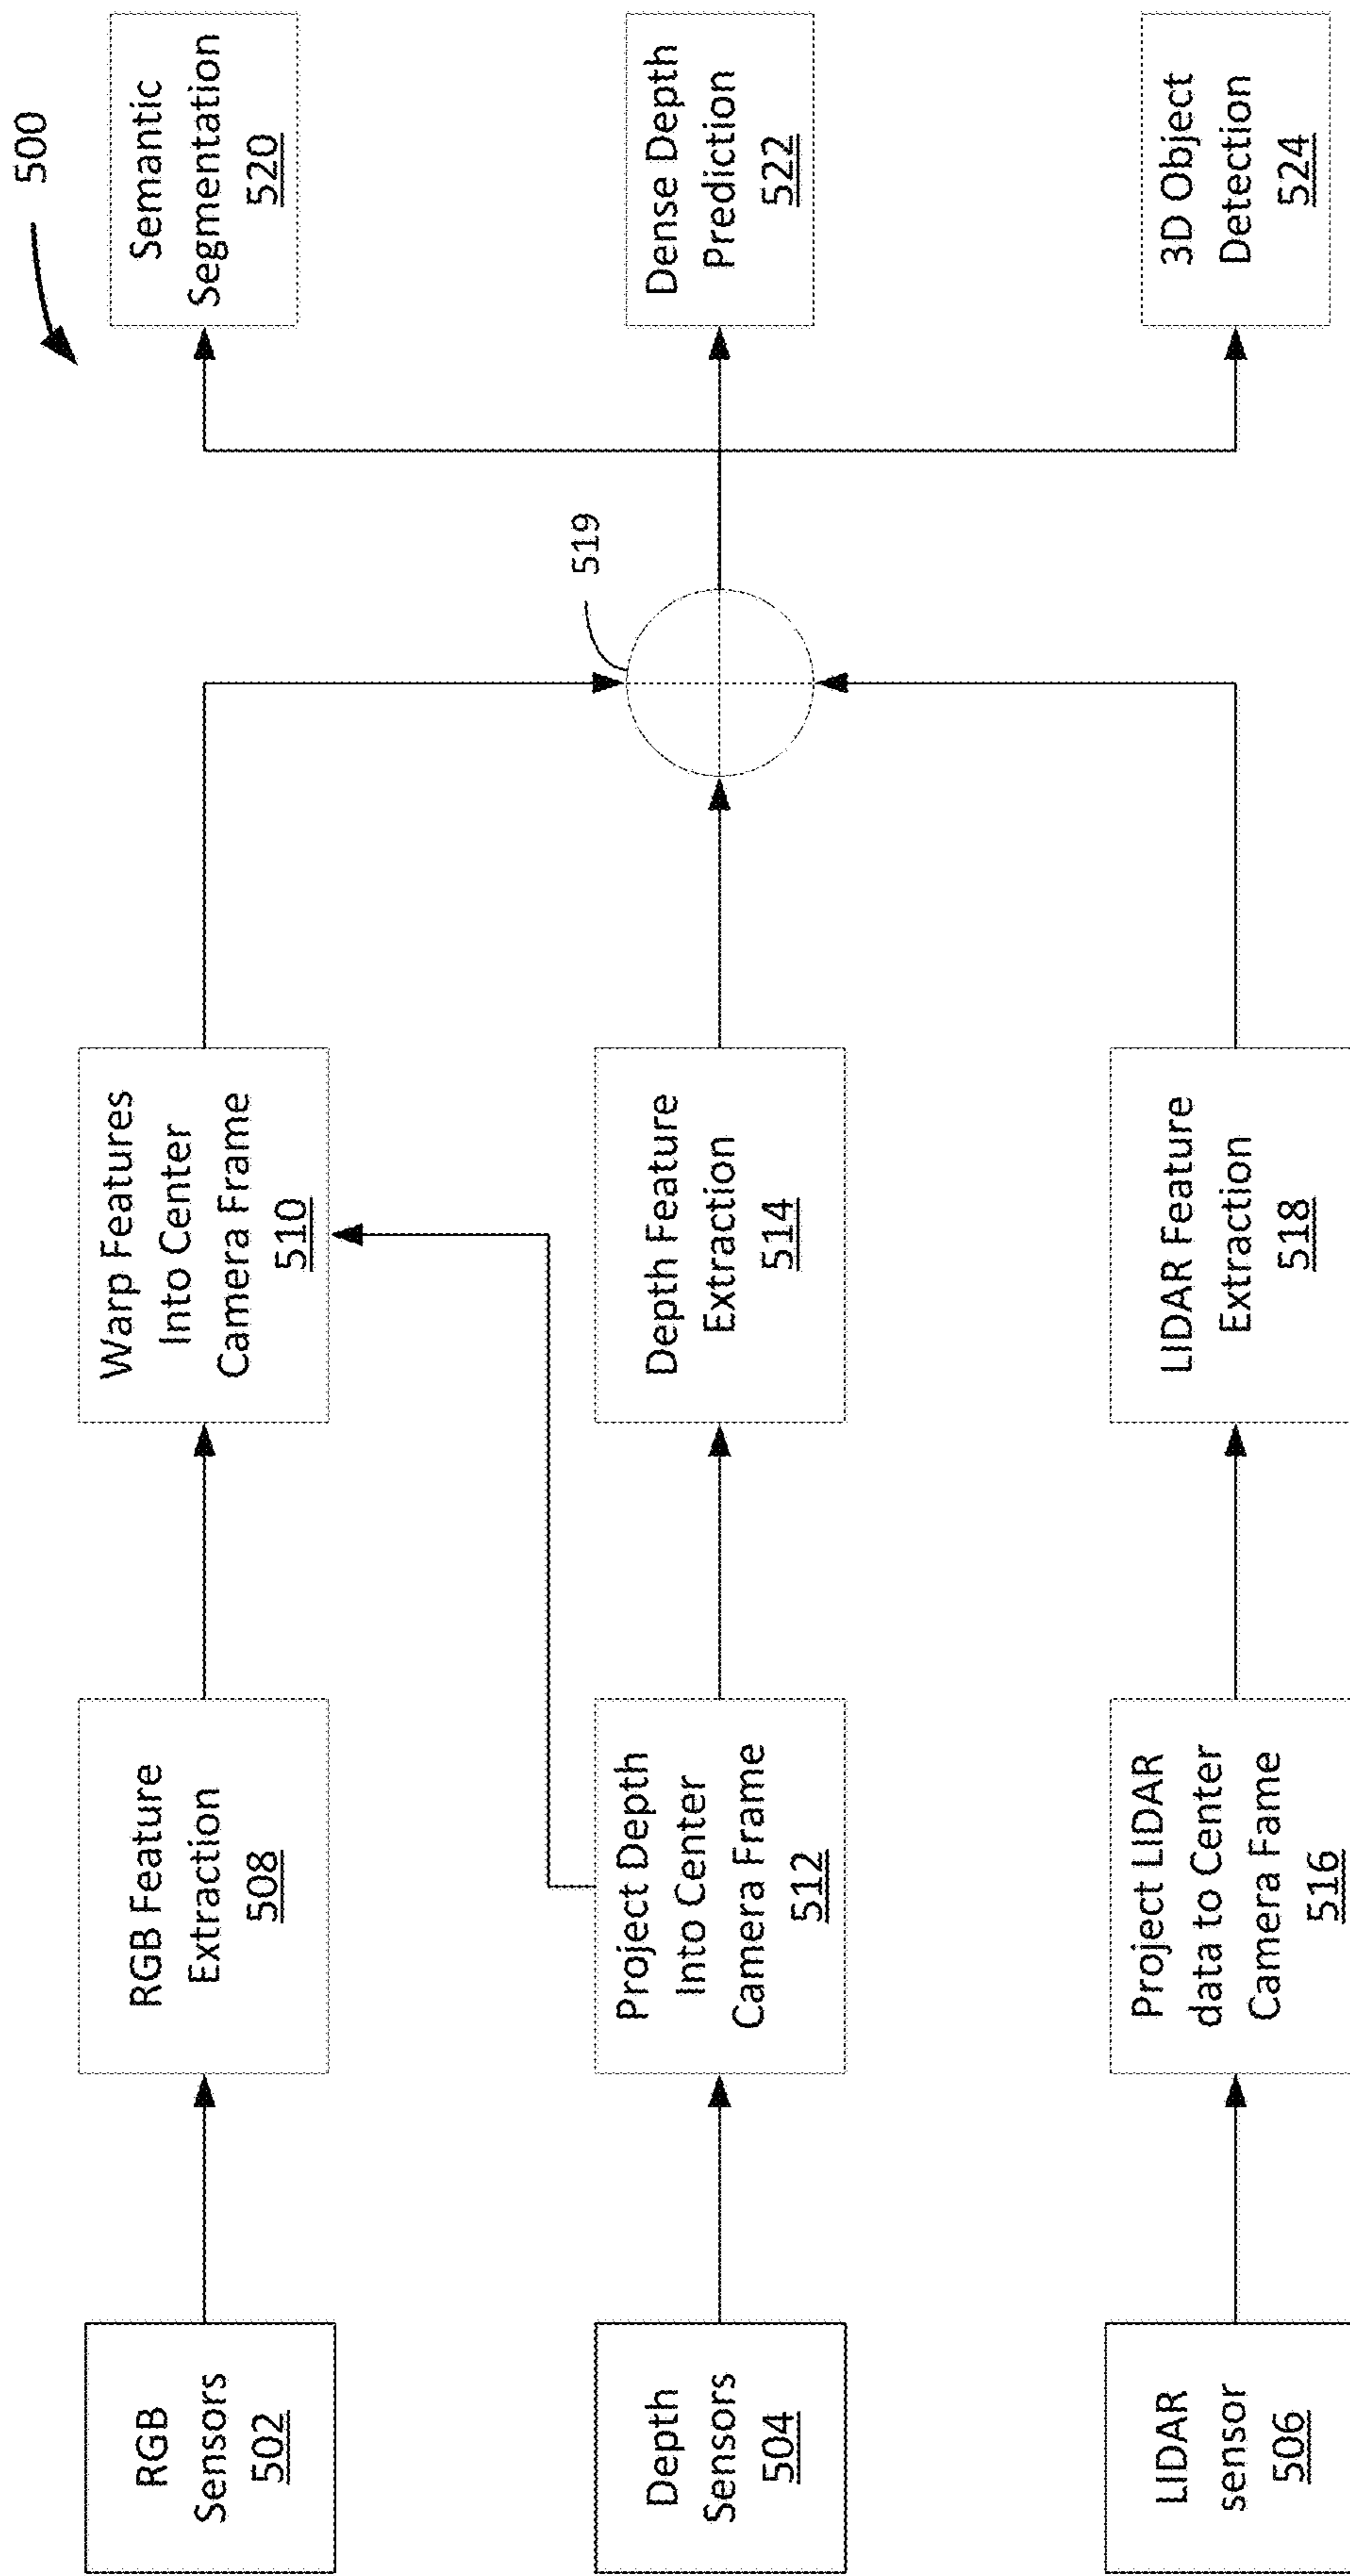 500
RGB
Sensors
502
RGB Feature
Extraction
508
Warp Features
Into Center
Camera Frame
510
Semantic
Segmentation
520
519
Depth
Sensors
504
Project Depth
Into Center
Camera Frame
512
Depth Feature
Extraction
514
Dense Depth
Prediction
522
LIDAR
sensor
506
Project LIDAR
data to Center
Camera Fame
516
LIDAR Feature
Extraction
518
3D Object
Detection
524